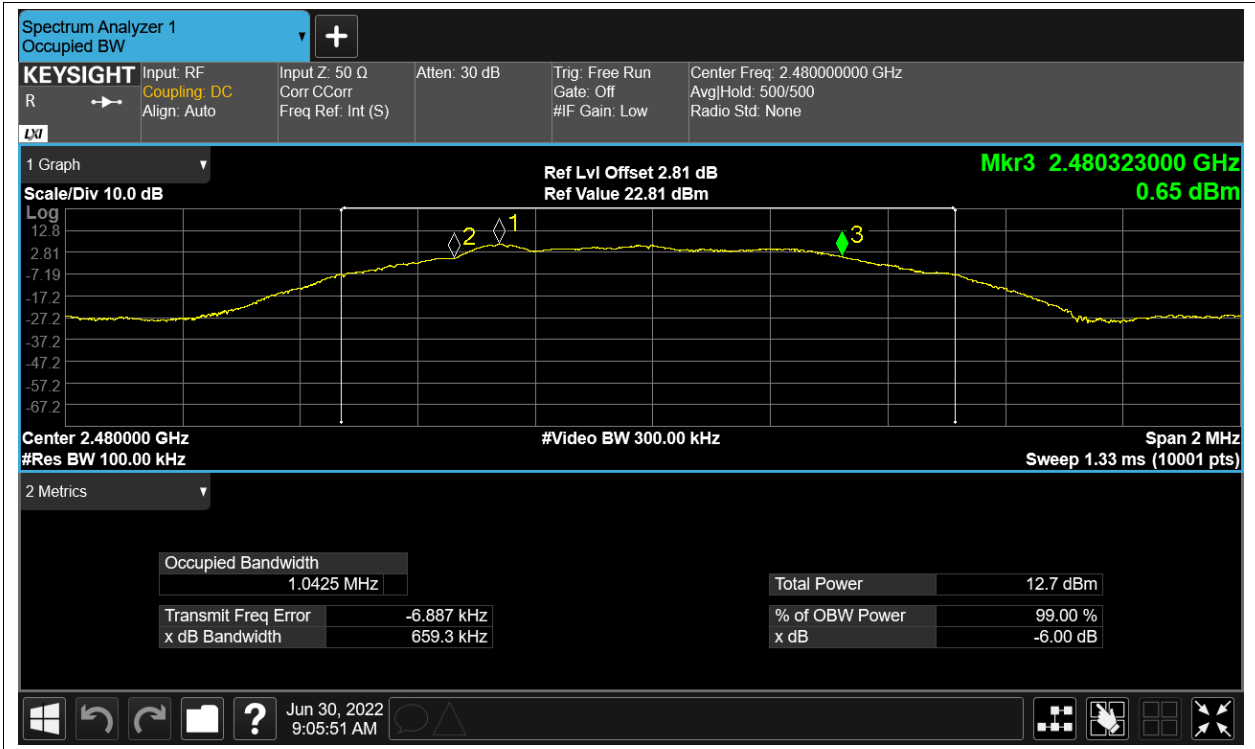 Spectrum Analyzer 1
Occupied BW
KEYSIGHT
R
LXI
Input: RF
Coupling: DC
Align: Auto
Input Z: 50 Ω
Corr CCorr
Freq Ref: Int (S)
Atten: 30 dB
Trig: Free Run
Gate: Off
#IF Gain: Low
Center Freq: 2.480000000 GHz
Avg|Hold: 500/500
Radio Std: None
1 Graph
Scale/Div 10.0 dB
Ref Lvl Offset 2.81 dB
Ref Value 22.81 dBm
Mkr3 2.480323000 GHz
0.65 dBm
Log
12.8
2.81
-7.19
-17.2
-27.2
-37.2
-47.2
-57.2
-67.2
2
1
3
Center 2.480000 GHz
#Res BW 100.00 kHz
#Video BW 300.00 kHz
Span 2 MHz
Sweep 1.33 ms (10001 pts)
2 Metrics
Occupied Bandwidth
1.0425 MHz
Transmit Freq Error -6.887 kHz
x dB Bandwidth 659.3 kHz
Total Power 12.7 dBm
% of OBW Power 99.00 %
x dB -6.00 dB
?
Jun 30, 2022
9:05:51 AM